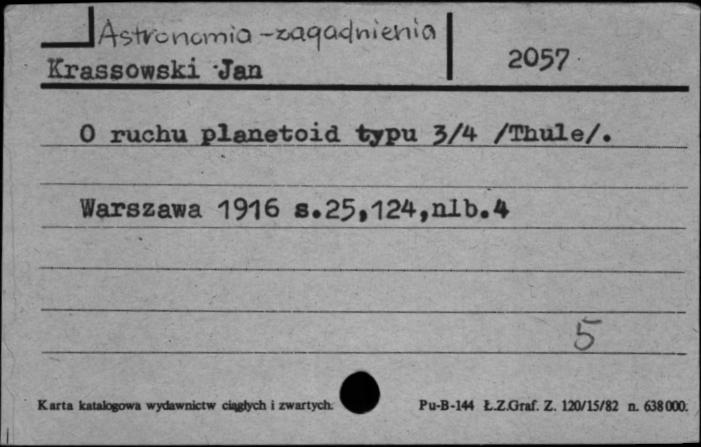 Astronomia - zagadnienia
Krassowski Jan
2057
O ruchu planetoid typu 3/4 /Thule/.
Warszawa 1916 s.25,124,nlb.4
5
Karta katalogowa wydawnictw ciągłych i zwartych.
Pu-B-144 Ł.Z.Graf. Z. 120/15/82 n. 638000.